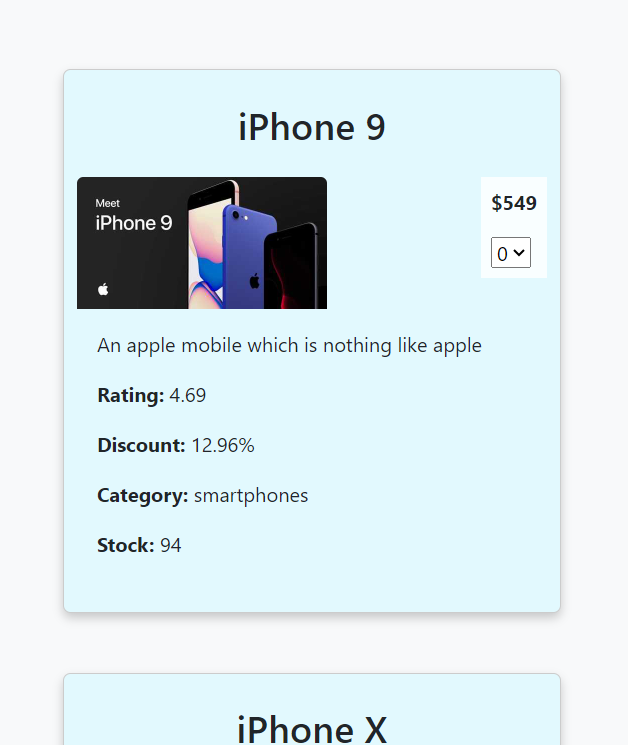 iPhone 9
Meet
iPhone 9
$549
0
An apple mobile which is nothing like apple
Rating: 4.69
Discount: 12.96%
Category: smartphones
Stock: 94
iPhone X